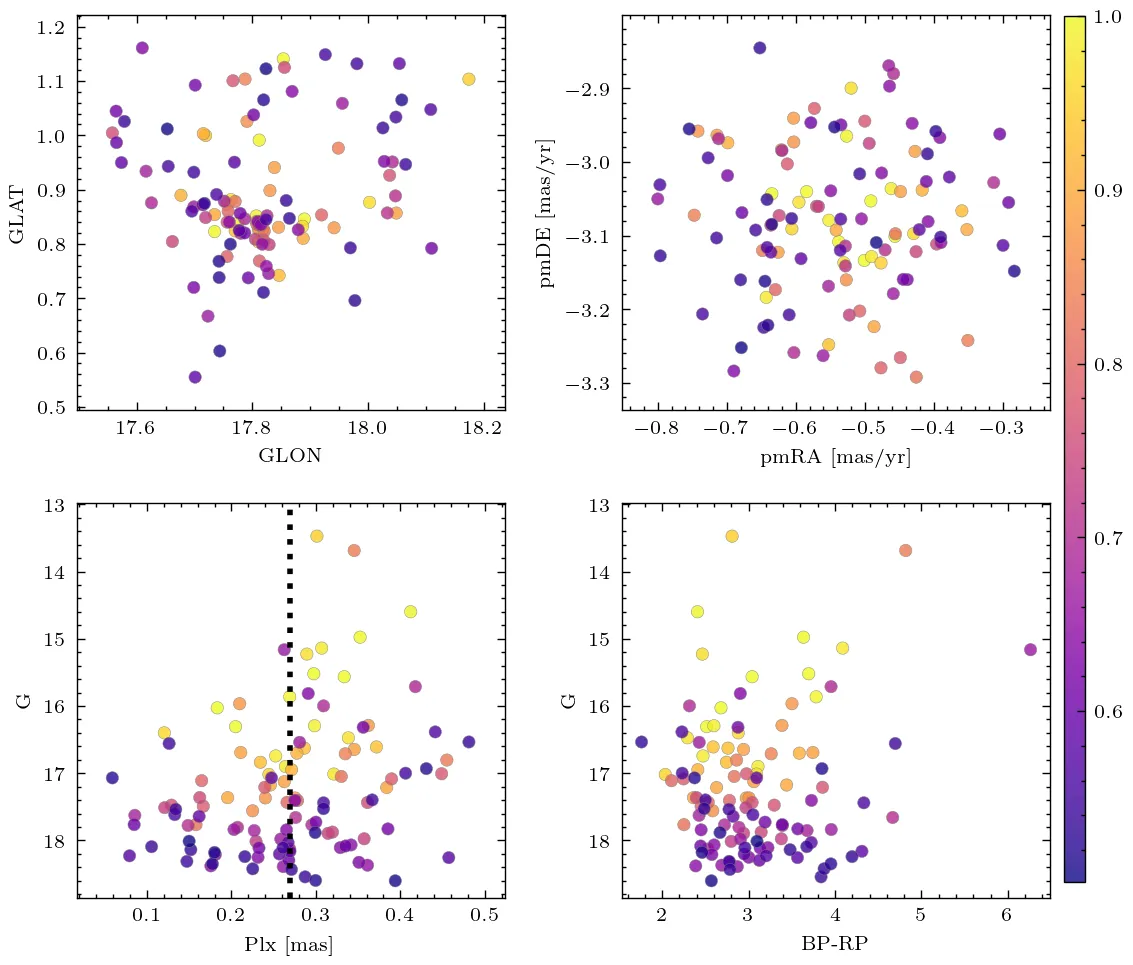 1.2
1.1
1.0
0.9
0.8
0.7
0.6
0.5
GLAT
17.6 17.8 18.0 18.2
GLON
−2.9
−3.0
−3.1
−3.2
−3.3
pmDE [mas/yr]
−0.8 −0.7 −0.6 −0.5 −0.4 −0.3
pmRA [mas/yr]
1.0
0.9
0.8
0.7
0.6
13
14
15
16
17
18
G
0.1 0.2 0.3 0.4 0.5
Plx [mas]
13
14
15
16
17
18
G
2 3 4 5 6
BP-RP